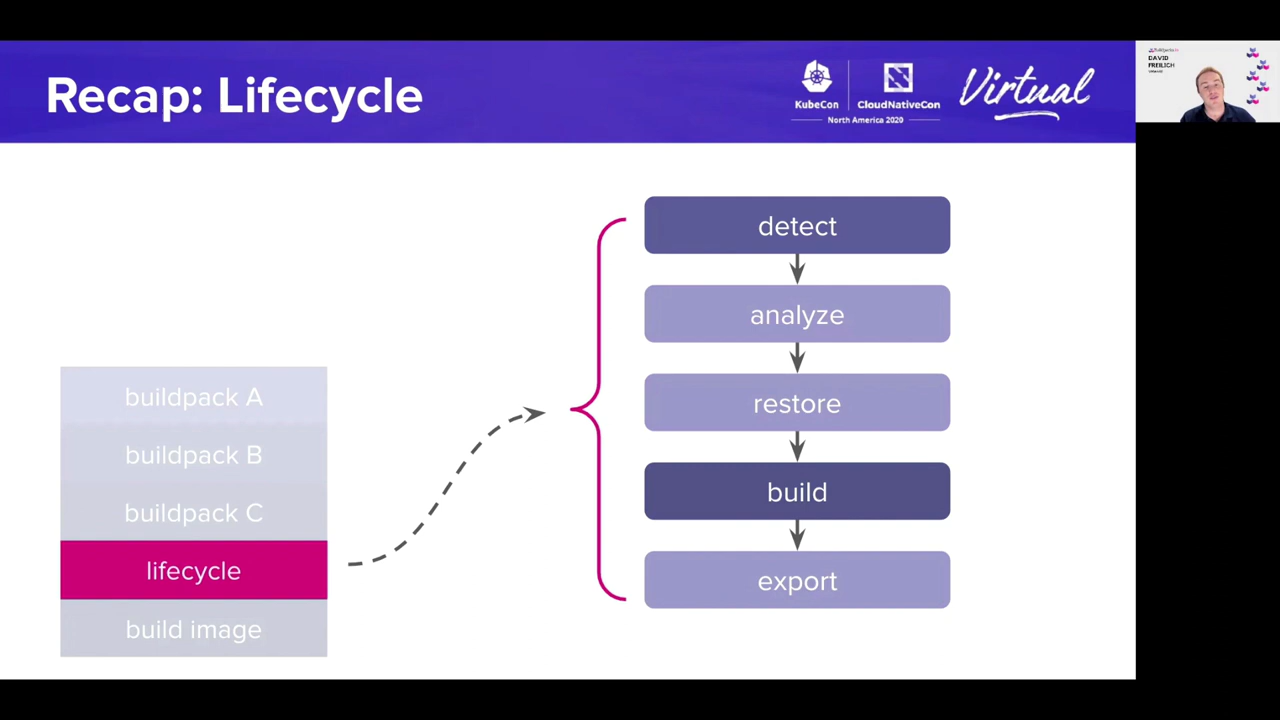 Recap: Lifecycle
KubeCon
CloudNativeCon
North America 2020
Virtual
DAVID
FREILICH
detect
analyze
restore
build
export
buildpack A
buildpack B
buildpack C
lifecycle
build image